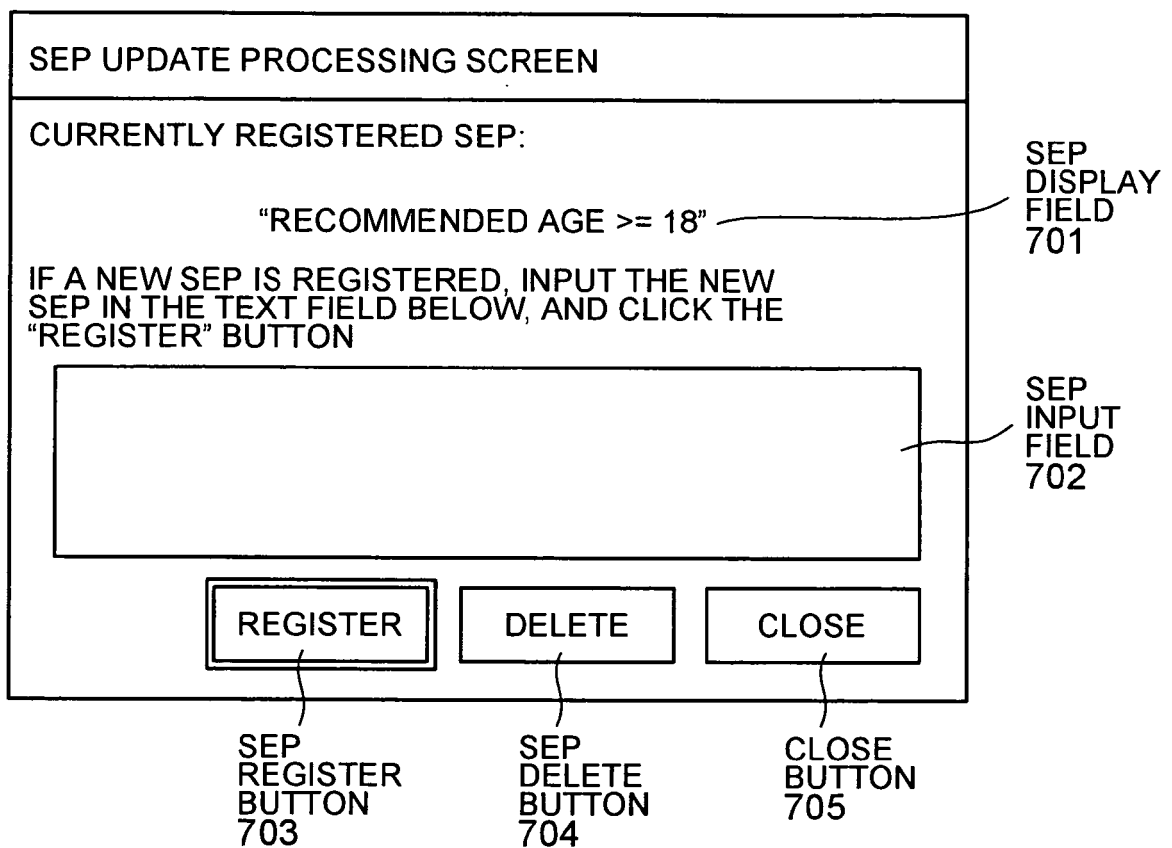 SEP UPDATE PROCESSING SCREEN
CURRENTLY REGISTERED SEP:
“RECOMMENDED AGE >= 18”
SEP
DISPLAY
FIELD
701
IF A NEW SEP IS REGISTERED, INPUT THE NEW
SEP IN THE TEXT FIELD BELOW, AND CLICK THE
“REGISTER” BUTTON
SEP
INPUT
FIELD
702
REGISTER
DELETE
CLOSE
SEP
REGISTER
BUTTON
703
SEP
DELETE
BUTTON
704
CLOSE
BUTTON
705